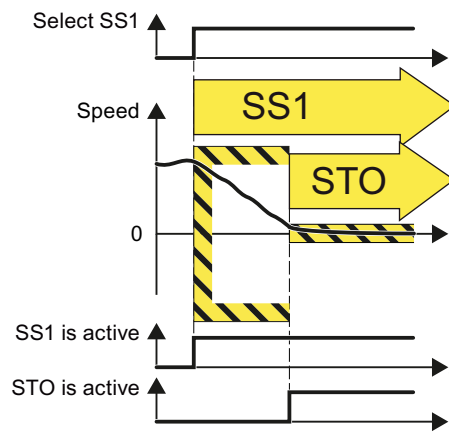 Select SS1
SS1
Speed
STO
0
SS1 is active
STO is active